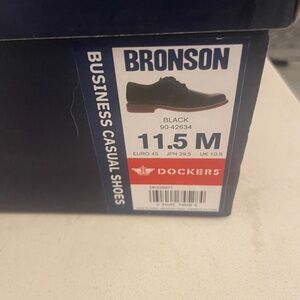 BUSINESS CASUAL SHOES
BRONSON
BLACK
90-42634
11.5 M
EURO 45 JPN 29.5 UK 10.5
DOCKERS